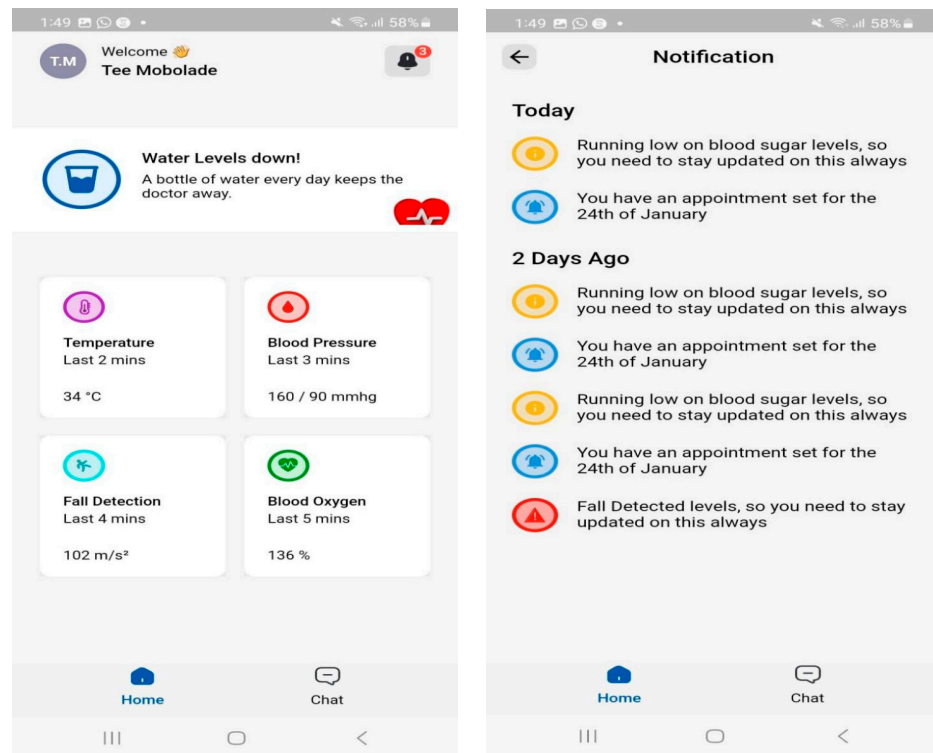 1:49
58%
T.M
Welcome 👋
Tee Mobolade
3
Water Levels down!
A bottle of water every day keeps the
doctor away.
Temperature
Last 2 mins
34 °C
Blood Pressure
Last 3 mins
160 / 90 mmhg
Fall Detection
Last 4 mins
102 m/s²
Blood Oxygen
Last 5 mins
136 %
Home
Chat
1:49
58%
Notification
Today
Running low on blood sugar levels, so
you need to stay updated on this always
You have an appointment set for the
24th of January
2 Days Ago
Running low on blood sugar levels, so
you need to stay updated on this always
You have an appointment set for the
24th of January
Running low on blood sugar levels, so
you need to stay updated on this always
You have an appointment set for the
24th of January
Fall Detected levels, so you need to stay
updated on this always
Home
Chat